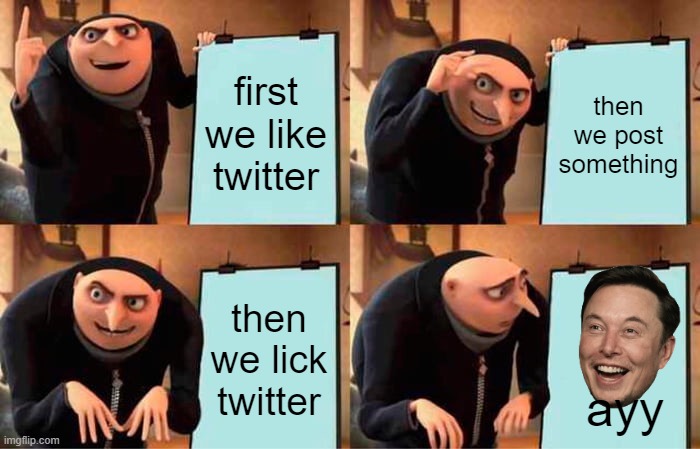 first
we like
twitter
then
we post
something
then
we lick
twitter
ayy
imgflip.com